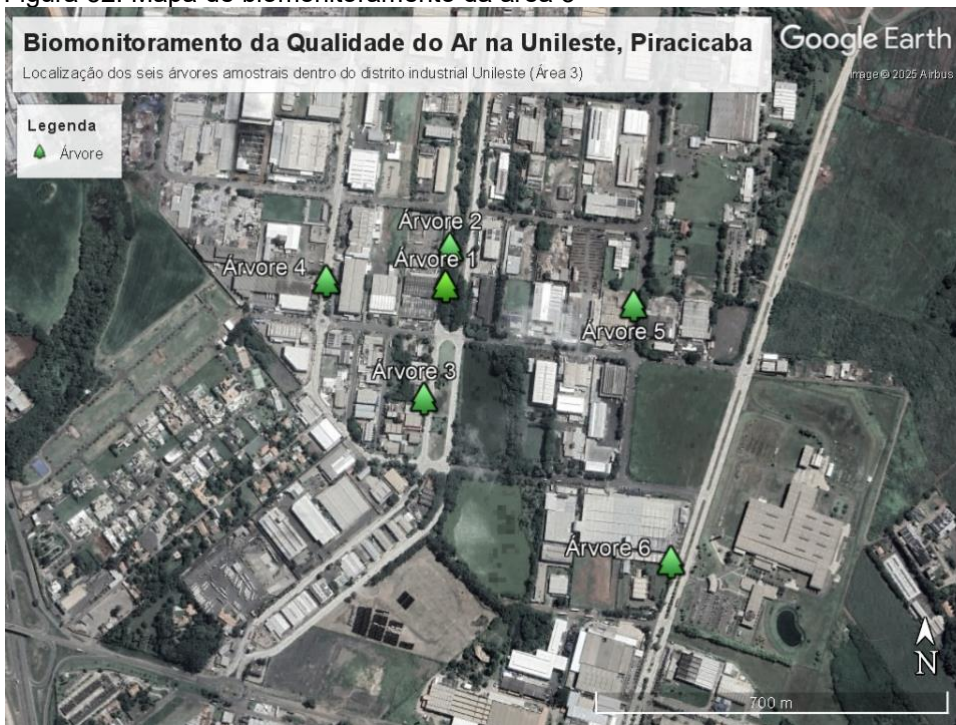 Figura 32: Mapa de biomonitoramento da área 3
Biomonitoramento da Qualidade do Ar na Unileste, Piracicaba
Localização dos seis árvores amostrais dentro do distrito industrial Unileste (Área 3)
Google Earth
Image © 2025 Airbus
Legenda
Árvore
Árvore 2
Árvore 1
Árvore 4
Árvore 5
Árvore 3
Árvore 6
N
700 m